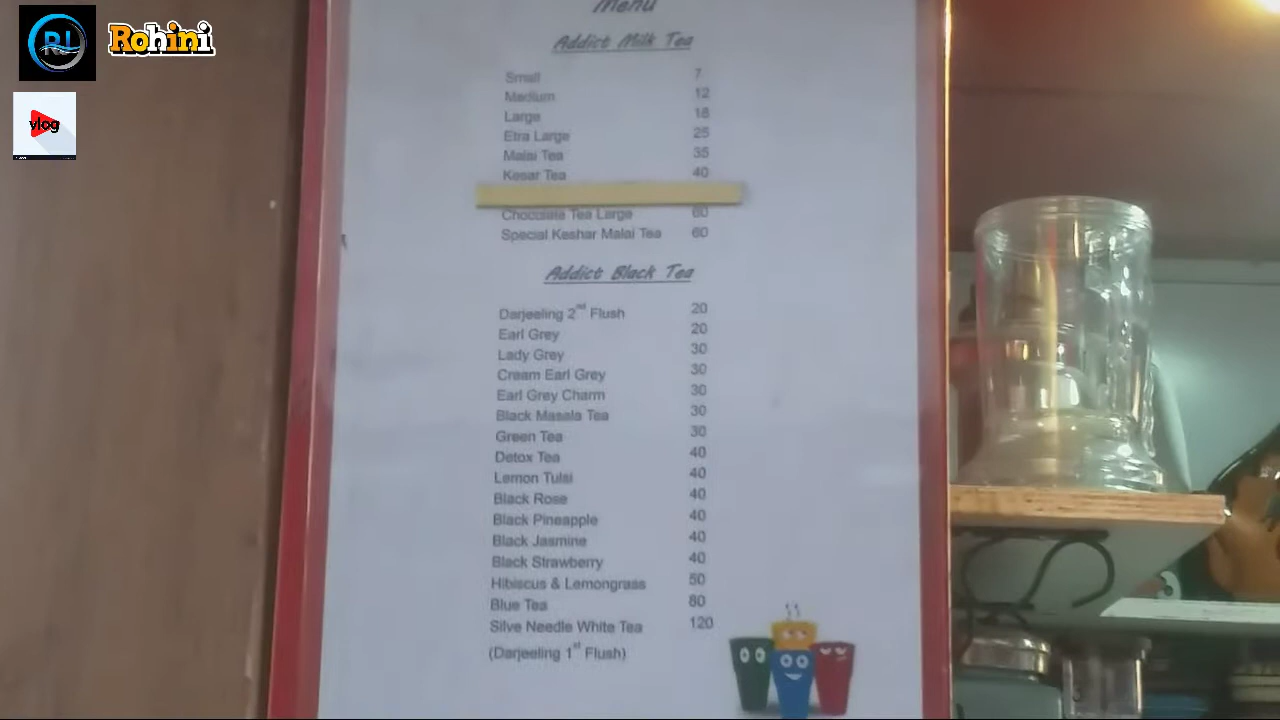 RL
Rohini
vlog
Menu
Addict Milk Tea
Small 7
Medium 12
Large 18
Etra Large 25
Malai Tea 35
Kesar Tea 40
Chocolate Tea Large 60
Special Keshar Malai Tea 60
Addict Black Tea
Darjeeling 2nd Flush 20
Earl Grey 20
Lady Grey 30
Cream Earl Grey 30
Earl Grey Charm 30
Black Masala Tea 30
Green Tea 30
Detox Tea 40
Lemon Tulsi 40
Black Rose 40
Black Pineapple 40
Black Jasmine 40
Black Strawberry 40
Hibiscus & Lemongrass 50
Blue Tea 80
Silve Needle White Tea 120
(Darjeeling 1st Flush)